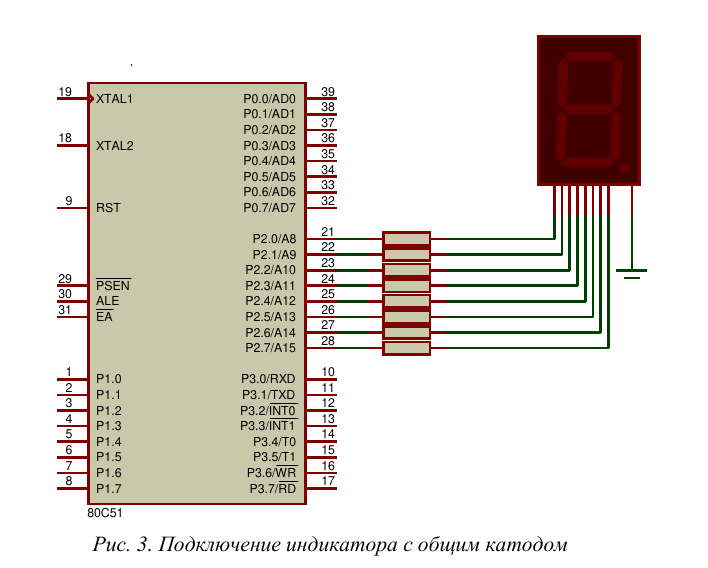 19 XTAL1 P0.0/AD0 39
P0.1/AD1 38
P0.2/AD2 37
18 XTAL2 P0.3/AD3 36
P0.4/AD4 35
P0.5/AD5 34
P0.6/AD6 33
9 RST P0.7/AD7 32
P2.0/A8 21
P2.1/A9 22
P2.2/A10 23
29 PSEN P2.3/A11 24
30 ALE P2.4/A12 25
31 EA P2.5/A13 26
P2.6/A14 27
P2.7/A15 28
1 P1.0 P3.0/RXD 10
2 P1.1 P3.1/TXD 11
3 P1.2 P3.2/INT0 12
4 P1.3 P3.3/INT1 13
5 P1.4 P3.4/T0 14
6 P1.5 P3.5/T1 15
7 P1.6 P3.6/WR 16
8 P1.7 P3.7/RD 17
80C51
Рис. 3. Подключение индикатора с общим катодом